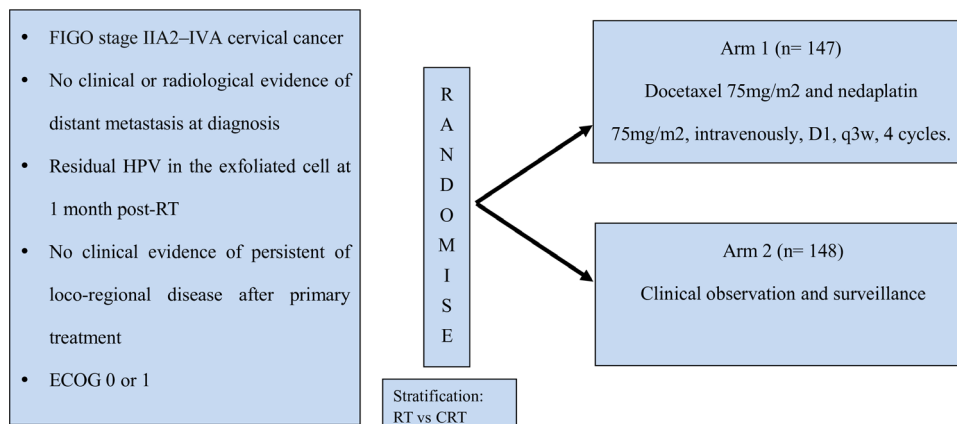 • FIGO stage IIA2–IVA cervical cancer
• No clinical or radiological evidence of
distant metastasis at diagnosis
• Residual HPV in the exfoliated cell at
1 month post-RT
• No clinical evidence of persistent of
loco-regional disease after primary
treatment
• ECOG 0 or 1
R
A
N
D
O
M
I
S
E
Stratification:
RT vs CRT
Arm 1 (n= 147)
Docetaxel 75mg/m2 and nedaplatin
75mg/m2, intravenously, D1, q3w, 4 cycles.
Arm 2 (n= 148)
Clinical observation and surveillance